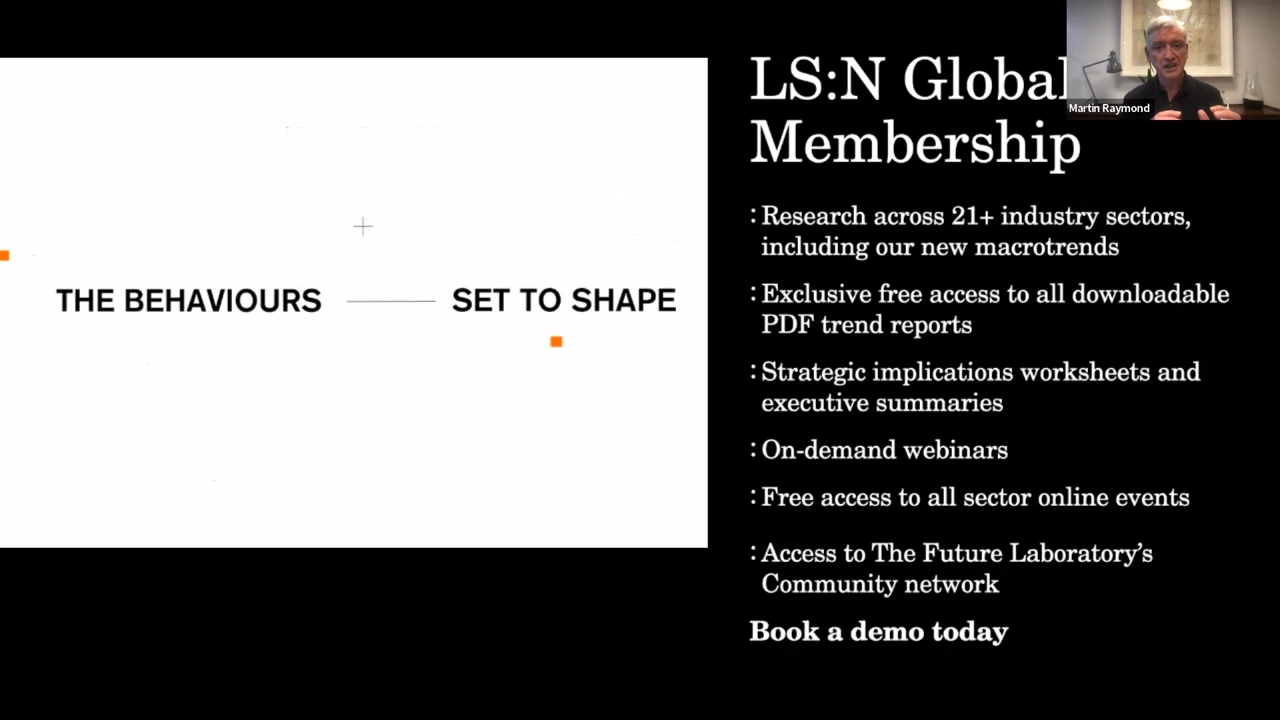 THE BEHAVIOURS SET TO SHAPE
LS:N Global
Membership
Martin Raymond
: Research across 21+ industry sectors,
including our new macrotrends
: Exclusive free access to all downloadable
PDF trend reports
: Strategic implications worksheets and
executive summaries
: On-demand webinars
: Free access to all sector online events
: Access to The Future Laboratory’s
Community network
Book a demo today